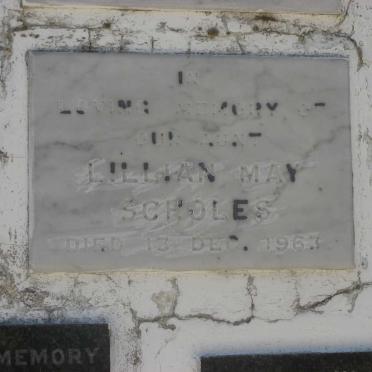 IN
LOVING MEMORY OF
OUR AUNT
LILLIAN MAY
SCHOLES
DIED 13. DEC. 1963
MEMORY